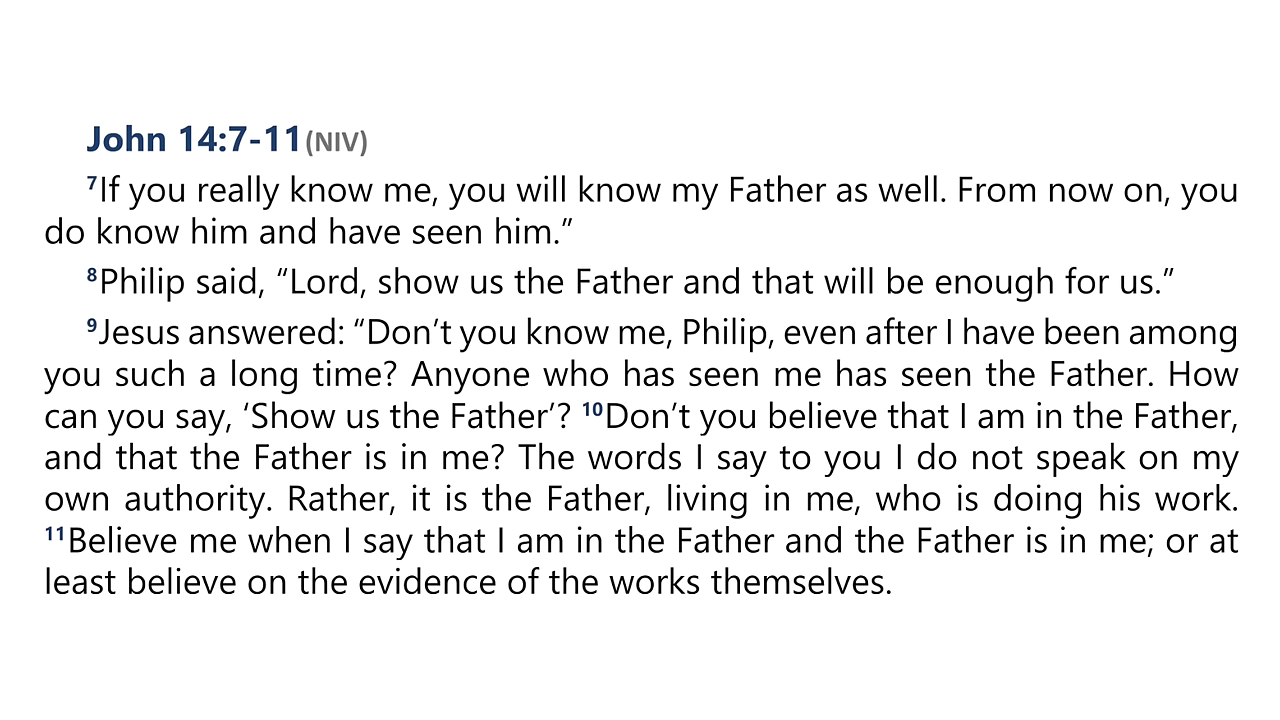 John 14:7-11 (NIV)
⁷If you really know me, you will know my Father as well. From now on, you
do know him and have seen him.”
⁸Philip said, “Lord, show us the Father and that will be enough for us.”
⁹Jesus answered: “Don’t you know me, Philip, even after I have been among
you such a long time? Anyone who has seen me has seen the Father. How
can you say, ‘Show us the Father’? ¹⁰Don’t you believe that I am in the Father,
and that the Father is in me? The words I say to you I do not speak on my
own authority. Rather, it is the Father, living in me, who is doing his work.
¹¹Believe me when I say that I am in the Father and the Father is in me; or at
least believe on the evidence of the works themselves.